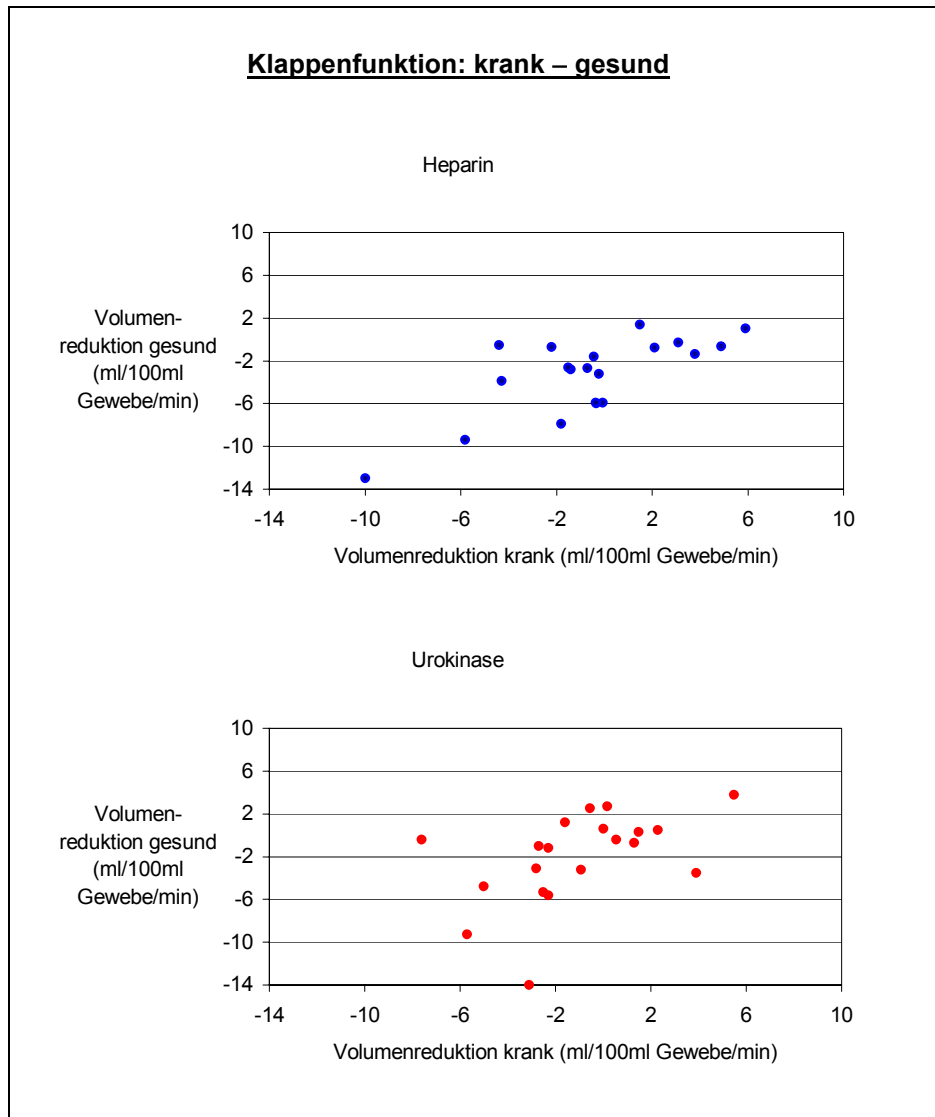 Klappenfunktion: krank – gesund
Heparin
10
6
2
-2
-6
-10
-14
Volumen-
reduktion gesund
(ml/100ml
Gewebe/min)
-14 -10 -6 -2 2 6 10
Volumenreduktion krank (ml/100ml Gewebe/min)
Urokinase
10
6
2
-2
-6
-10
-14
Volumen-
reduktion gesund
(ml/100ml
Gewebe/min)
-14 -10 -6 -2 2 6 10
Volumenreduktion krank (ml/100ml Gewebe/min)